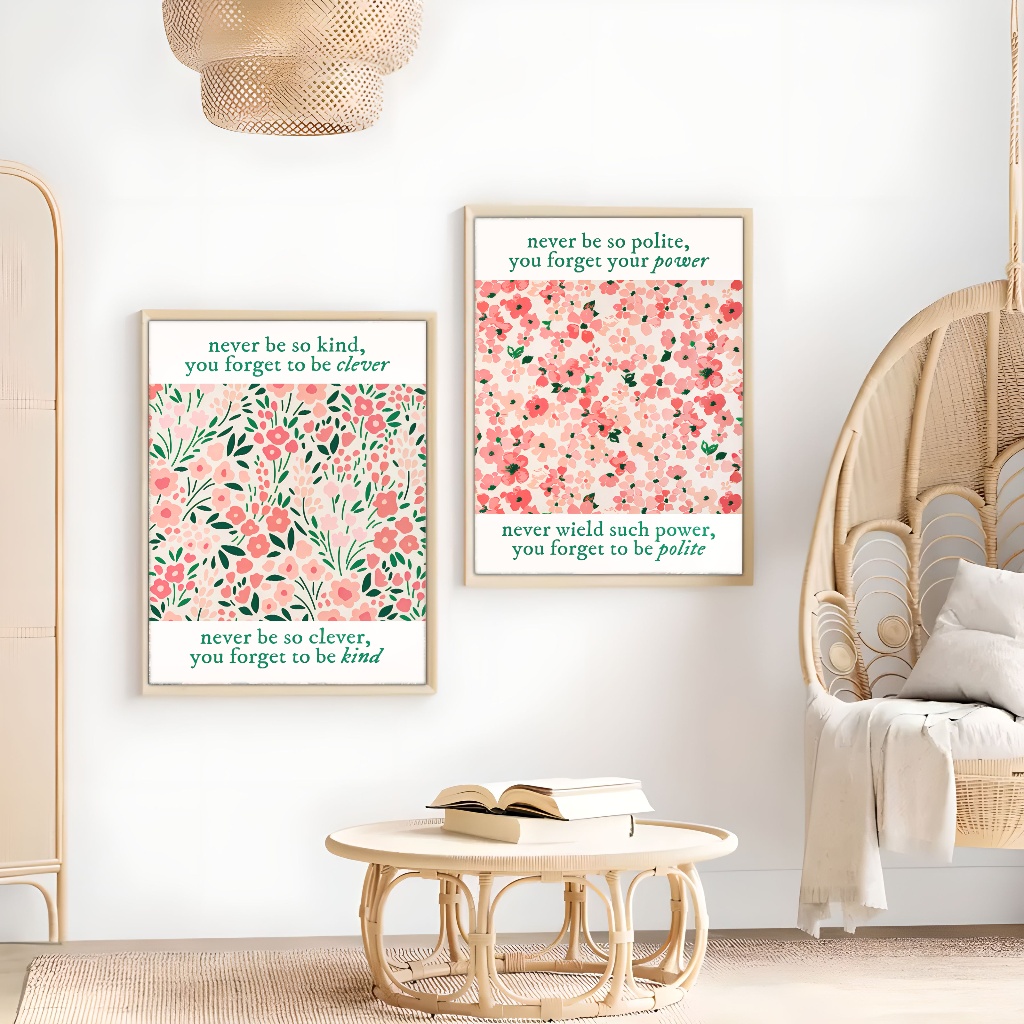 never be so kind,
you forget to be clever
never be so clever,
you forget to be kind
never be so polite,
you forget your power
never wield such power,
you forget to be polite